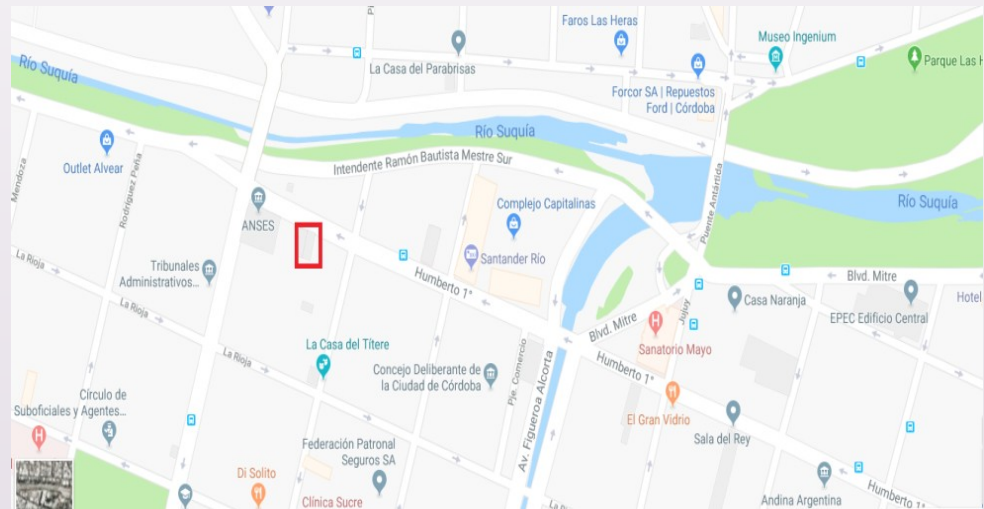 Faros Las Heras
Museo Ingenium
La Casa del Parabrisas
Parque Las H
Río Suquía
Forcor SA | Repuestos
Ford | Córdoba
Río Suquía
Outlet Alvear
Intendente Ramón Bautista Mestre Sur
Mendoza
Rodriguez Peña
Puente Antártida
Río Suquía
ANSES
Complejo Capitalinas
Santander Río
La Rioja
Tribunales
Administrativos...
Humberto 1°
Blvd. Mitre
La Rioja
Casa Naranja
Hotel
EPEC Edificio Central
Jujuy
Blvd. Mitre
Sanatorio Mayo
La Casa del Títere
La Rioja
Pje. Comercio
Humberto 1°
Concejo Deliberante de
la Ciudad de Córdoba
Av. Figueroa Alcorta
Círculo de
Suboficiales y Agentes...
El Gran Vidrio
Sala del Rey
Federación Patronal
Seguros SA
Di Solito
Clínica Sucre
Andina Argentina
Humberto 1°